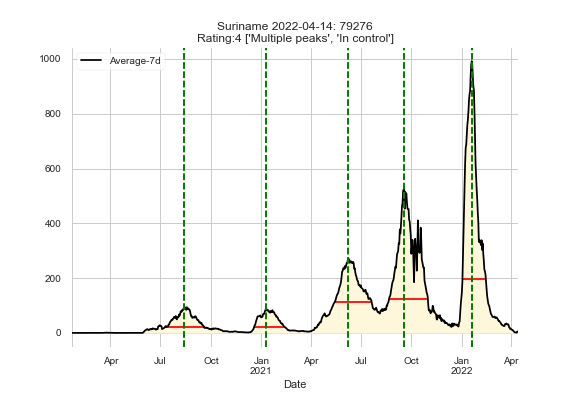 Suriname 2022-04-14: 79276
Rating:4 ['Multiple peaks', 'In control']
Average-7d
1000
800
600
400
200
0
Apr Jul Oct Jan Apr Jul Oct Jan Apr
2021 2022
Date